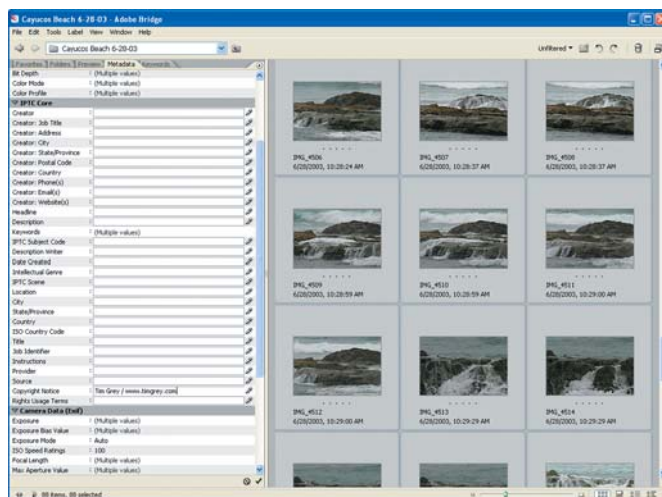 Cayucos Beach 6-28-03 - Adobe Bridge
File Edit Tools Label View Window Help
Cayucos Beach 6-28-03
Unfiltered
Favorites Folders Preview Metadata Keywords
Bit Depth : (Multiple values)
Color Mode : (Multiple values)
Color Profile : (Multiple values)
IPTC Core
Creator :
Creator: Job Title :
Creator: Address :
Creator: City :
Creator: State/Province :
Creator: Postal Code :
Creator: Country :
Creator: Phone(s) :
Creator: Email(s) :
Creator: Website(s) :
Headline :
Description :
Keywords : (Multiple values)
IPTC Subject Code :
Description Writer :
Date Created :
Intellectual Genre :
IPTC Scene :
Location :
City :
State/Province :
Country :
ISO Country Code :
Title :
Job Identifier :
Instructions :
Provider :
Source :
Copyright Notice : Tim Grey / www.timgrey.com
Rights Usage Terms :
Camera Data (Exif)
Exposure : (Multiple values)
Exposure Bias Value : (Multiple values)
Exposure Mode : Auto
ISO Speed Ratings : 100
Focal Length : (Multiple values)
Max Aperture Value : (Multiple values)
88 items, 88 selected
IMG_4506 IMG_4507 IMG_4508
6/28/2003, 10:28:24 AM 6/28/2003, 10:28:37 AM 6/28/2003, 10:28:37 AM
IMG_4509 IMG_4510 IMG_4511
6/28/2003, 10:28:59 AM 6/28/2003, 10:28:59 AM 6/28/2003, 10:29:00 AM
IMG_4512 IMG_4513 IMG_4514
6/28/2003, 10:29:00 AM 6/28/2003, 10:29:29 AM 6/28/2003, 10:29:29 AM